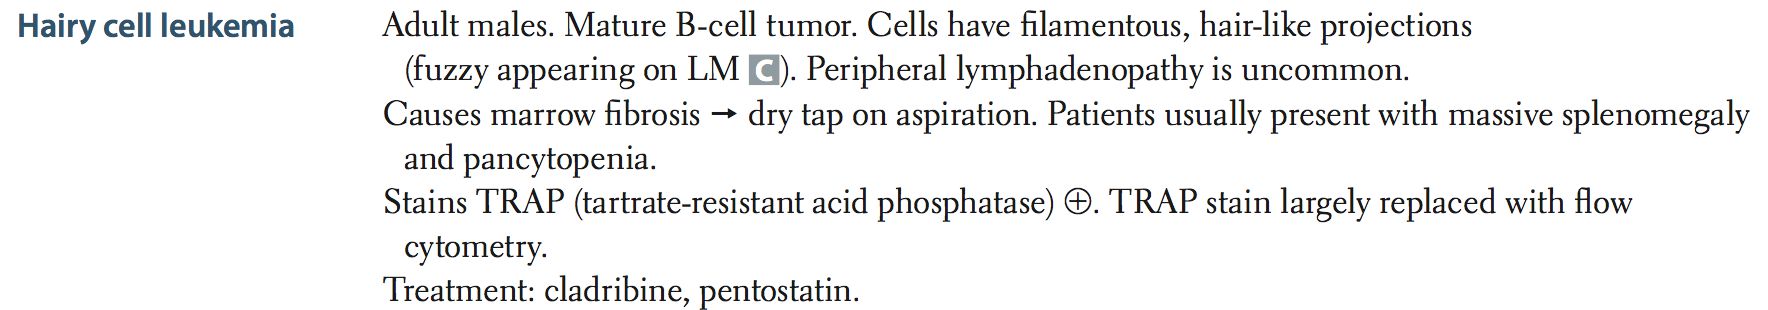 Hairy cell leukemia
Adult males. Mature B-cell tumor. Cells have filamentous, hair-like projections
(fuzzy appearing on LM C). Peripheral lymphadenopathy is uncommon.
Causes marrow fibrosis → dry tap on aspiration. Patients usually present with massive splenomegaly
and pancytopenia.
Stains TRAP (tartrate-resistant acid phosphatase) ⊕. TRAP stain largely replaced with flow
cytometry.
Treatment: cladribine, pentostatin.